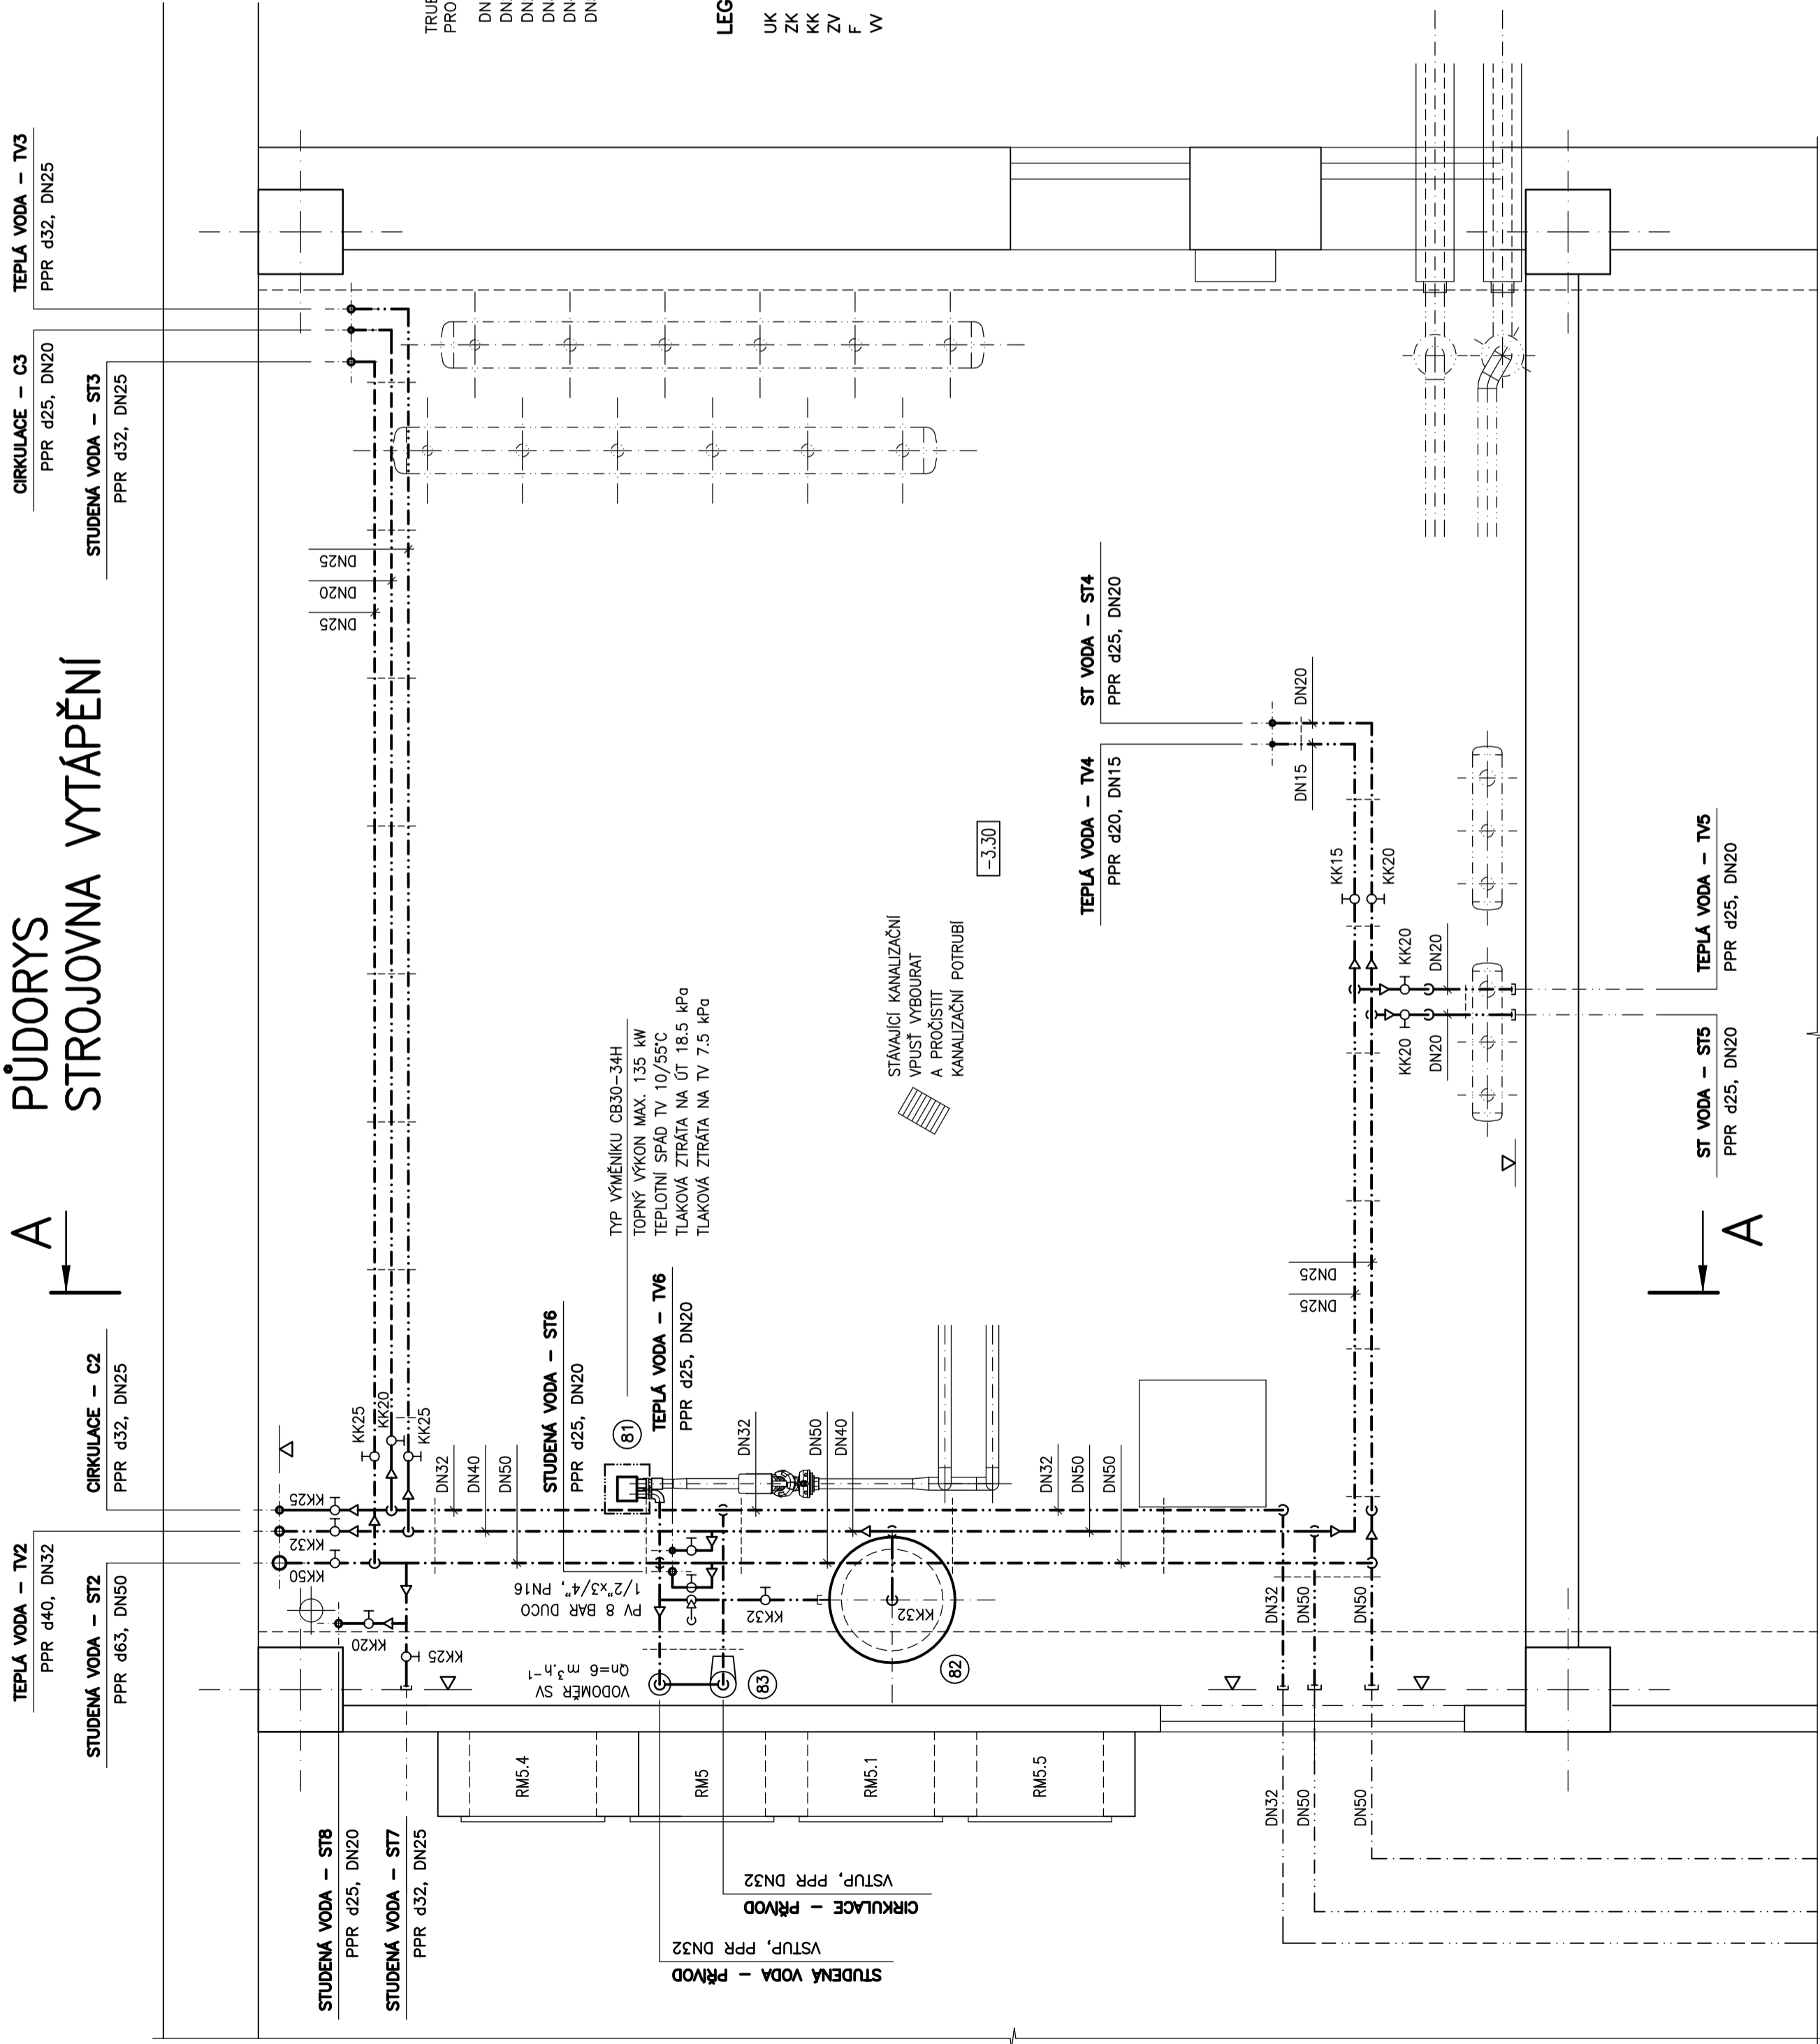 PŮDORYS
STROJOVNA VYTÁPĚNÍ
A
A
TEPLÁ VODA – TV2
PPR d40, DN32
STUDENÁ VODA – ST2
PPR d63, DN50
CIRKULACE – C2
PPR d32, DN25
CIRKULACE – C3
PPR d25, DN20
STUDENÁ VODA – ST3
PPR d32, DN25
TEPLÁ VODA – TV3
PPR d32, DN25
DN25
DN20
DN25
KK25
KK20
KK25
KK25
KK32
KK50
KK20
KK25
DN32
DN40
DN50
STUDENÁ VODA – ST8
PPR d25, DN20
STUDENÁ VODA – ST7
PPR d32, DN25
STUDENÁ VODA – ST6
PPR d25, DN20
TEPLÁ VODA – TV6
PPR d25, DN20
81
TYP VÝMĚNÍKU CB30-34H
TOPNÝ VÝKON MAX. 135 kW
TEPLOTNÍ SPÁD TV 10/55°C
TLAKOVÁ ZTRÁTA NA ÚT 18.5 kPa
TLAKOVÁ ZTRÁTA NA TV 7.5 kPa
PV 8 BAR DUCO
1/2"x3/4", PN16
VODOMĚR SV
Qn=6 m³.h⁻¹
KK32
KK32
83
82
DN32
DN50
DN40
DN32
DN50
DN50
STÁVAJÍCÍ KANALIZAČNÍ
VPUSŤ VYBOURAT
A PROČISTIT
KANALIZAČNÍ POTRUBÍ
-3.30
RM5.4
RM5
RM5.1
RM5.5
CIRKULACE – PŘÍVOD
VSTUP, PPR DN32
STUDENÁ VODA – PŘÍVOD
VSTUP, PPR DN32
DN32
DN50
DN50
DN32
DN50
DN50
DN25
DN25
TEPLÁ VODA – TV4
PPR d20, DN15
ST VODA – ST4
PPR d25, DN20
DN15
DN20
KK15
KK20
KK20
DN20
KK20
DN20
ST VODA – ST5
PPR d25, DN20
TEPLÁ VODA – TV5
PPR d25, DN20
PRO
DN
DN
DN
DN
DN
UK
ZK
KK
ZV
F